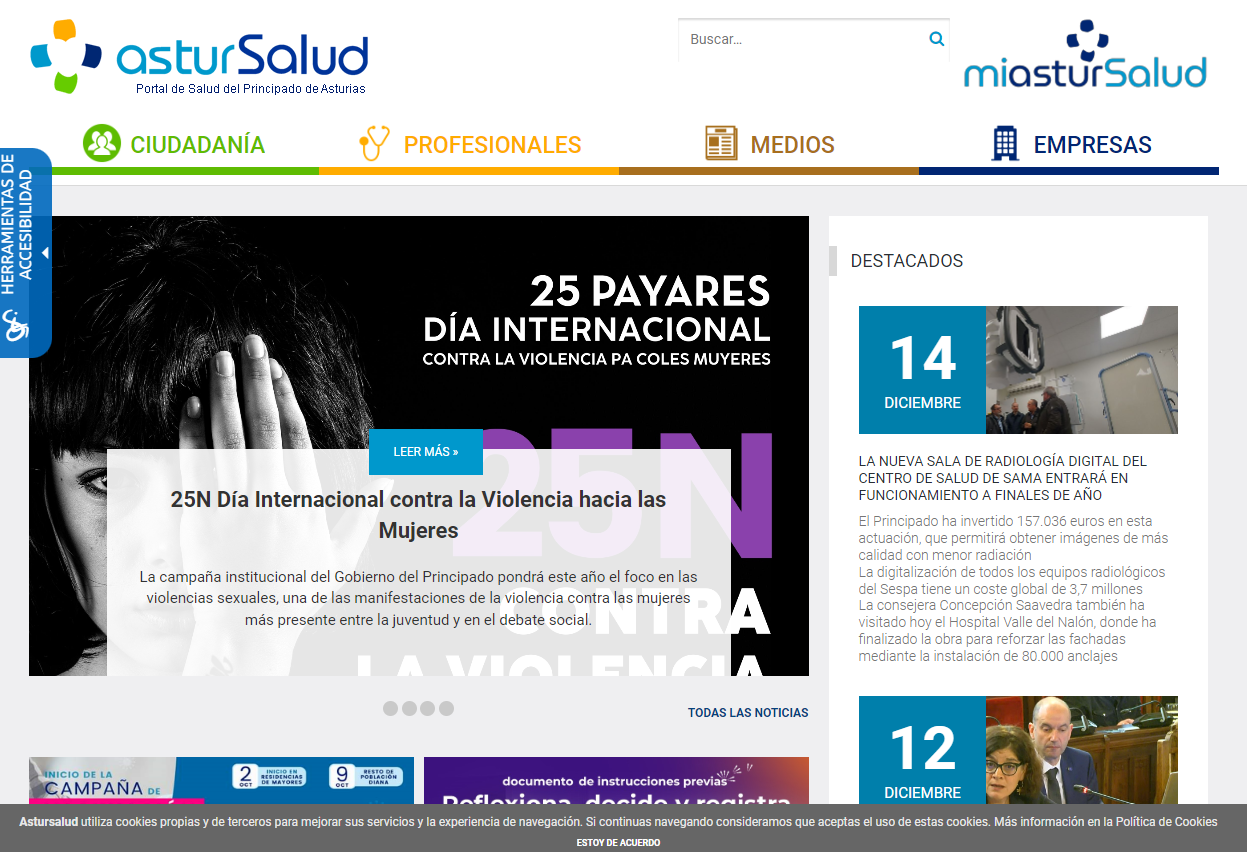 asturSalud
Portal de Salud del Principado de Asturias
Buscar...
miasturSalud
CIUDADANÍA
PROFESIONALES
MEDIOS
EMPRESAS
HERRAMIENTAS DE
ACCESIBILIDAD
25 PAYARES
DÍA INTERNACIONAL
CONTRA LA VIOLENCIA PA COLES MUYERES
25N
CONTRA
LA VIOLENCIA
LEER MÁS »
25N Día Internacional contra la Violencia hacia las
Mujeres
La campaña institucional del Gobierno del Principado pondrá este año el foco en las
violencias sexuales, una de las manifestaciones de la violencia contra las mujeres
más presente entre la juventud y en el debate social.
TODAS LAS NOTICIAS
DESTACADOS
14
DICIEMBRE
LA NUEVA SALA DE RADIOLOGÍA DIGITAL DEL
CENTRO DE SALUD DE SAMA ENTRARÁ EN
FUNCIONAMIENTO A FINALES DE AÑO
El Principado ha invertido 157.036 euros en esta
actuación, que permitirá obtener imágenes de más
calidad con menor radiación
La digitalización de todos los equipos radiológicos
del Sespa tiene un coste global de 3,7 millones
La consejera Concepción Saavedra también ha
visitado hoy el Hospital Valle del Nalón, donde ha
finalizado la obra para reforzar las fachadas
mediante la instalación de 80.000 anclajes
12
DICIEMBRE
INICIO DE LA
CAMPAÑA DE
2 OCT
INICIO EN
RESIDENCIAS
DE MAYORES
9 OCT
RESTO DE
POBLACIÓN
DIANA
documento de instrucciones previas
Reflexiona, decide y registra
Astursalud utiliza cookies propias y de terceros para mejorar sus servicios y la experiencia de navegación. Si continuas navegando consideramos que aceptas el uso de estas cookies. Más información en la Política de Cookies
ESTOY DE ACUERDO